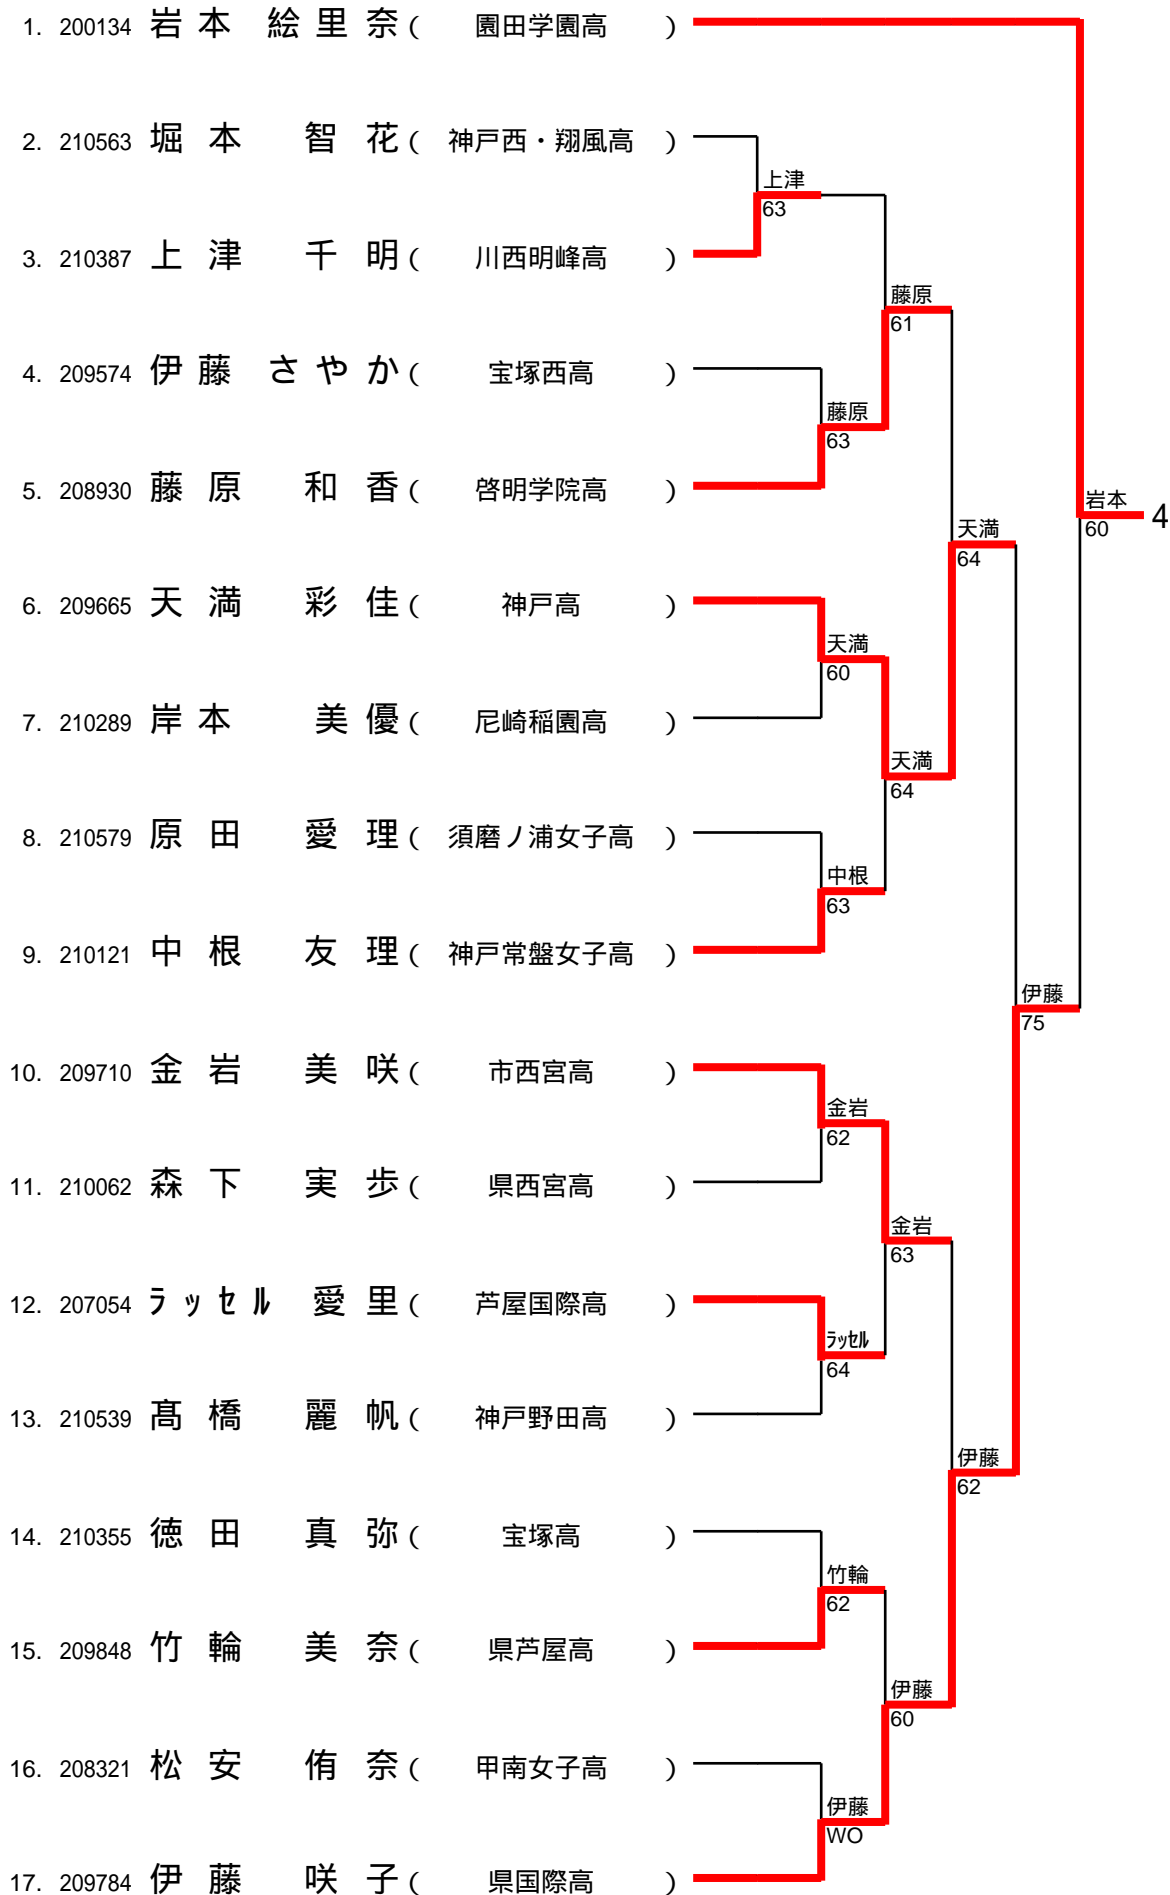 1. 200134 岩本 絵里奈 ( 園田学園高 )
2. 210563 堀本 智花 ( 神戸西・翔風高 )
上津
63
3. 210387 上津 千明 ( 川西明峰高 )
藤原
61
4. 209574 伊藤 さやか ( 宝塚西高 )
藤原
63
5. 208930 藤原 和香 ( 啓明学院高 )
岩本
60 4
天満
64
6. 209665 天満 彩佳 ( 神戸高 )
天満
60
7. 210289 岸本 美優 ( 尼崎稲園高 )
天満
64
8. 210579 原田 愛理 ( 須磨ノ浦女子高 )
中根
63
9. 210121 中根 友理 ( 神戸常盤女子高 )
伊藤
75
10. 209710 金岩 美咲 ( 市西宮高 )
金岩
62
11. 210062 森下 実歩 ( 県西宮高 )
金岩
63
12. 207054 ラッセル 愛里 ( 芦屋国際高 )
ラッセル
64
13. 210539 髙橋 麗帆 ( 神戸野田高 )
伊藤
62
14. 210355 徳田 真弥 ( 宝塚高 )
竹輪
62
15. 209848 竹輪 美奈 ( 県芦屋高 )
伊藤
60
16. 208321 松安 侑奈 ( 甲南女子高 )
伊藤
WO
17. 209784 伊藤 咲子 ( 県国際高 )